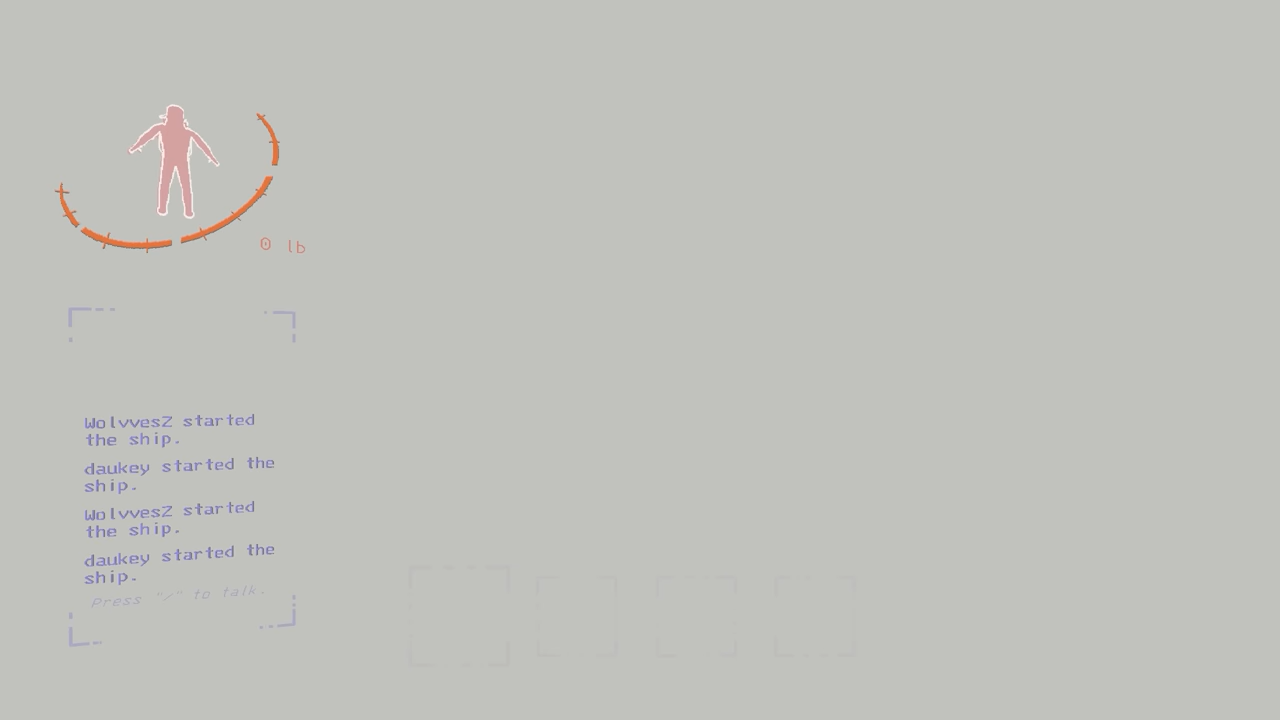 0 lb
WolvvesZ started
the ship.
daukey started the
ship.
WolvvesZ started
the ship.
daukey started the
ship.
Press "/" to talk.